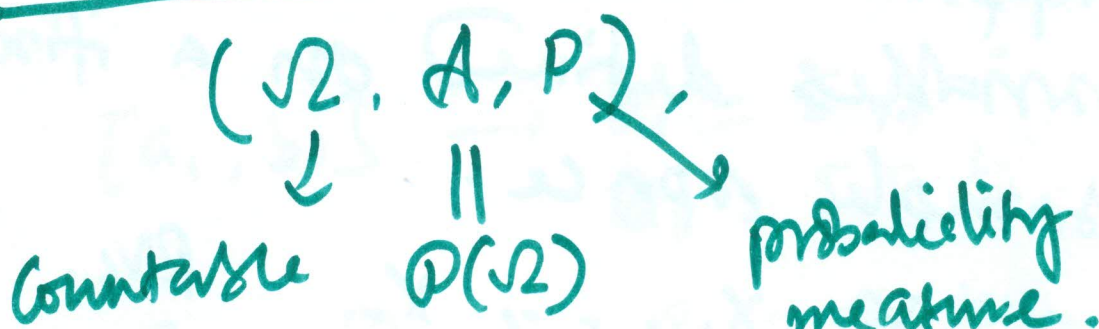 (Ω, A, P),
||
countable P(Ω) probability
measure.